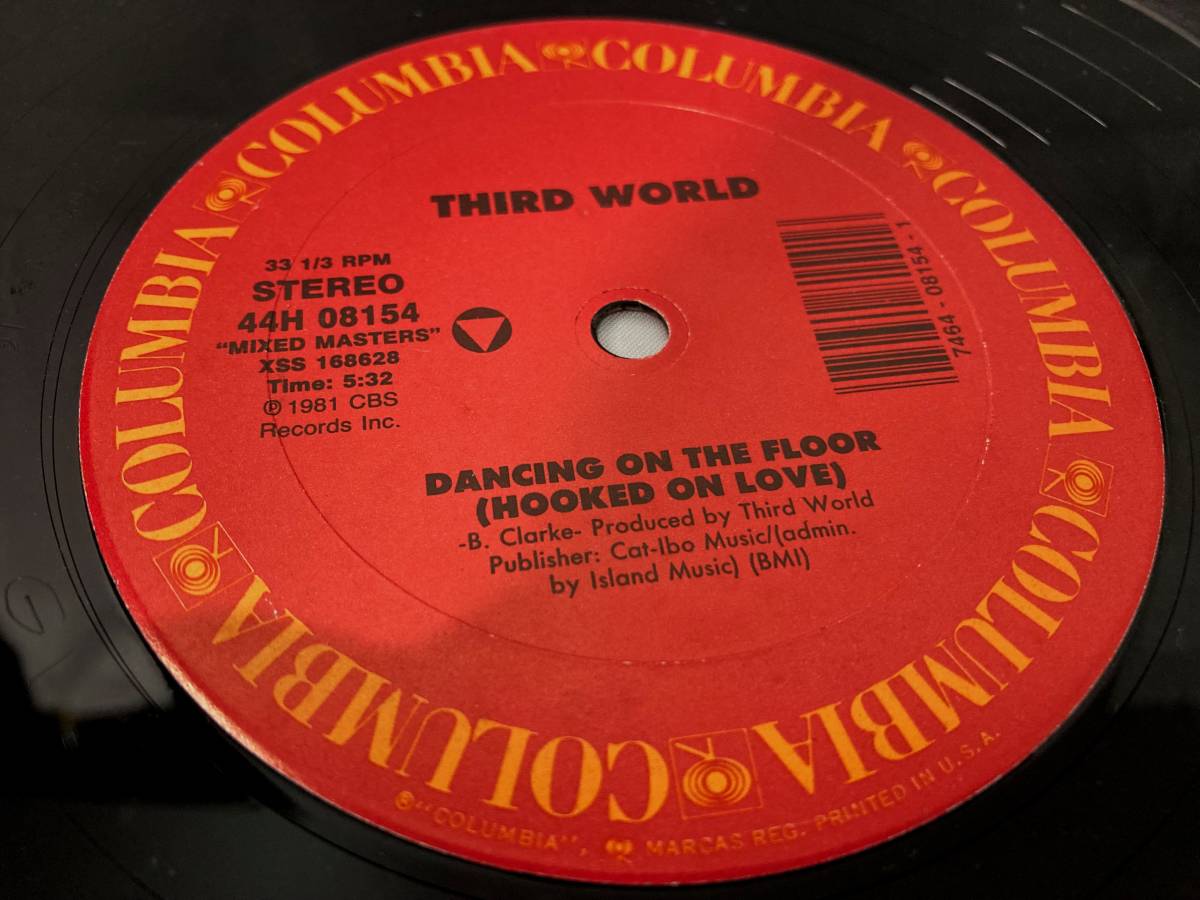 COLUMBIA COLUMBIA COLUMBIA COLUMBIA COLUMBIA COLUMBIA COLUMBIA COLUMBIA
THIRD WORLD
33 1/3 RPM
STEREO
44H 08154
"MIXED MASTERS"
XSS 168628
Time: 5:32
℗ 1981 CBS
Records Inc.
7464 - 08154 - 1
DANCING ON THE FLOOR
(HOOKED ON LOVE)
-B. Clarke- Produced by Third World
Publisher: Cat-Ibo Music/(admin.
by Island Music) (BMI)
® "COLUMBIA", MARCAS REG. PRINTED IN U.S.A.